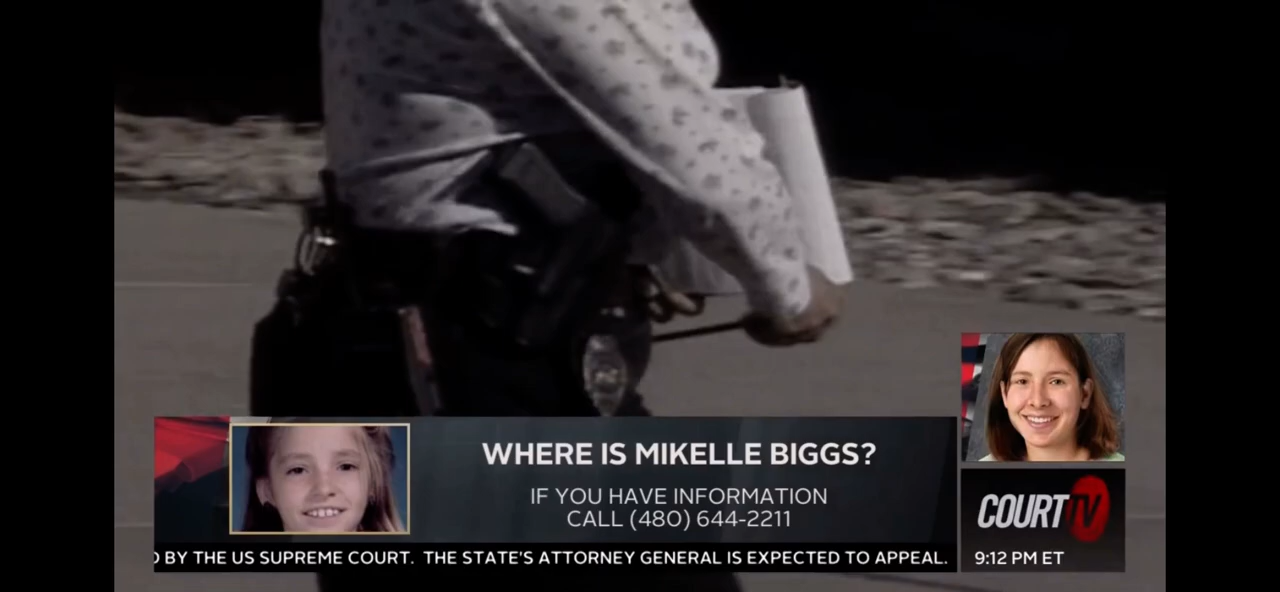 WHERE IS MIKELLE BIGGS?
IF YOU HAVE INFORMATION
CALL (480) 644-2211
COURT TV
BY THE US SUPREME COURT. THE STATE'S ATTORNEY GENERAL IS EXPECTED TO APPEAL.
9:12 PM ET